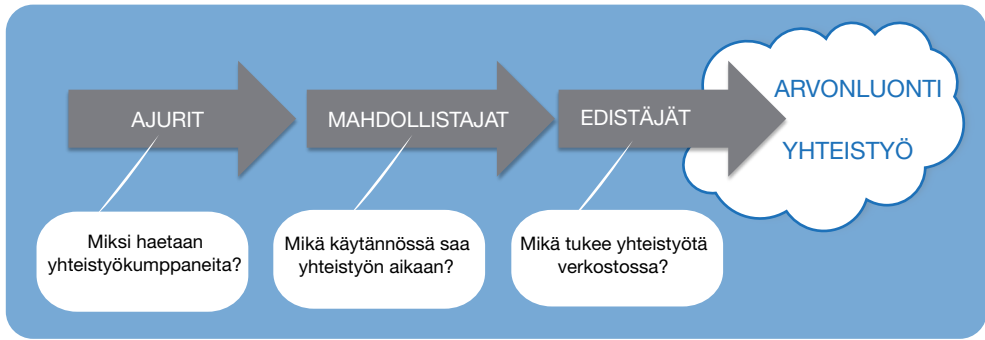 AJURIT
MAHDOLLISTAJAT
EDISTÄJÄT
ARVONLUONTI
YHTEISTYÖ
Miksi haetaan
yhteistyökumppaneita?
Mikä käytännössä saa
yhteistyön aikaan?
Mikä tukee yhteistyötä
verkostossa?